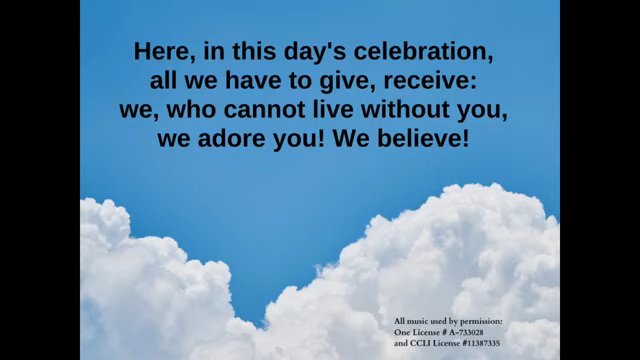 Here, in this day's celebration,
all we have to give, receive:
we, who cannot live without you,
we adore you! We believe!
All music used by permission:
One License # A-733028
and CCLI License #11387335